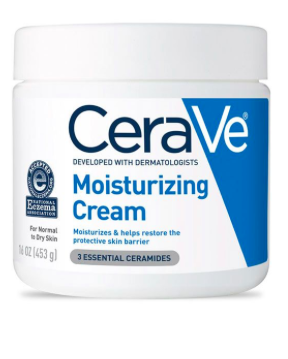 CeraVe®
DEVELOPED WITH DERMATOLOGISTS
Moisturizing
Cream
Moisturizes & helps restore the
protective skin barrier
3 ESSENTIAL CERAMIDES
ACCEPTED
e
NATIONAL
Eczema
ASSOCIATION
For Normal
to Dry Skin
16 OZ (453 g)